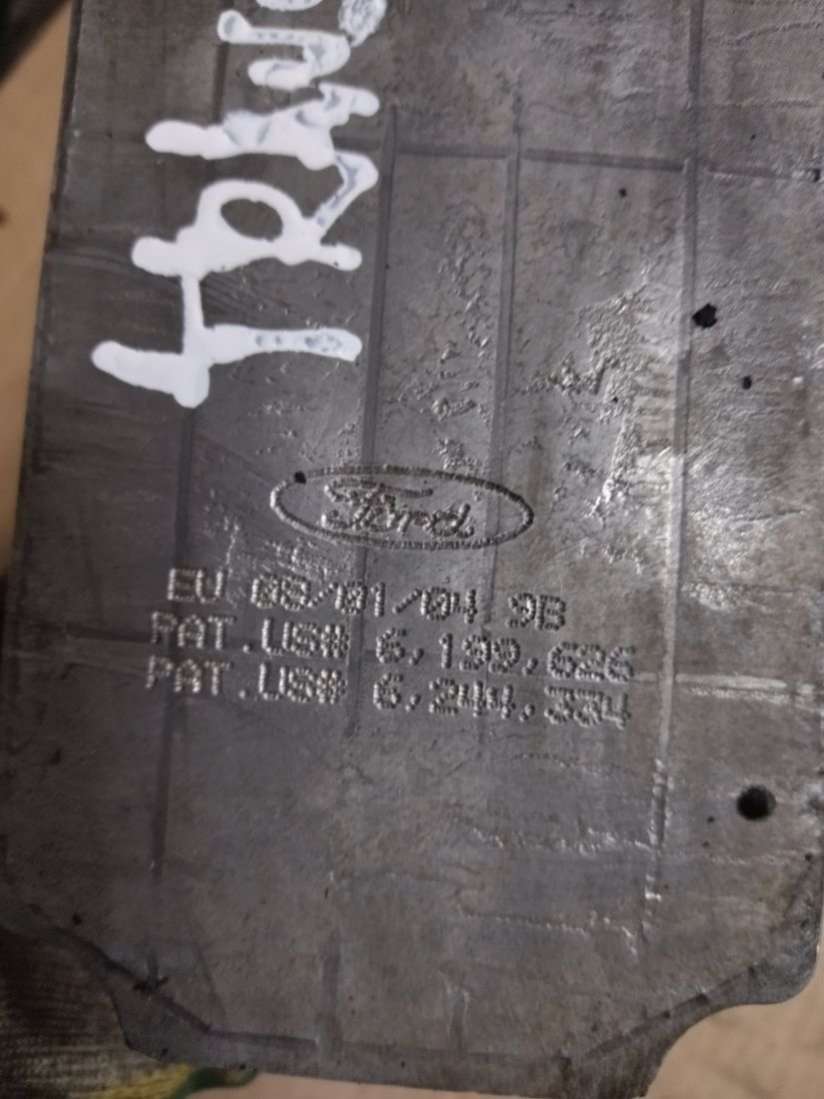 Ford
EU 08/01/04 9B
PAT.US# 6,199,626
PAT.US# 6,244,334